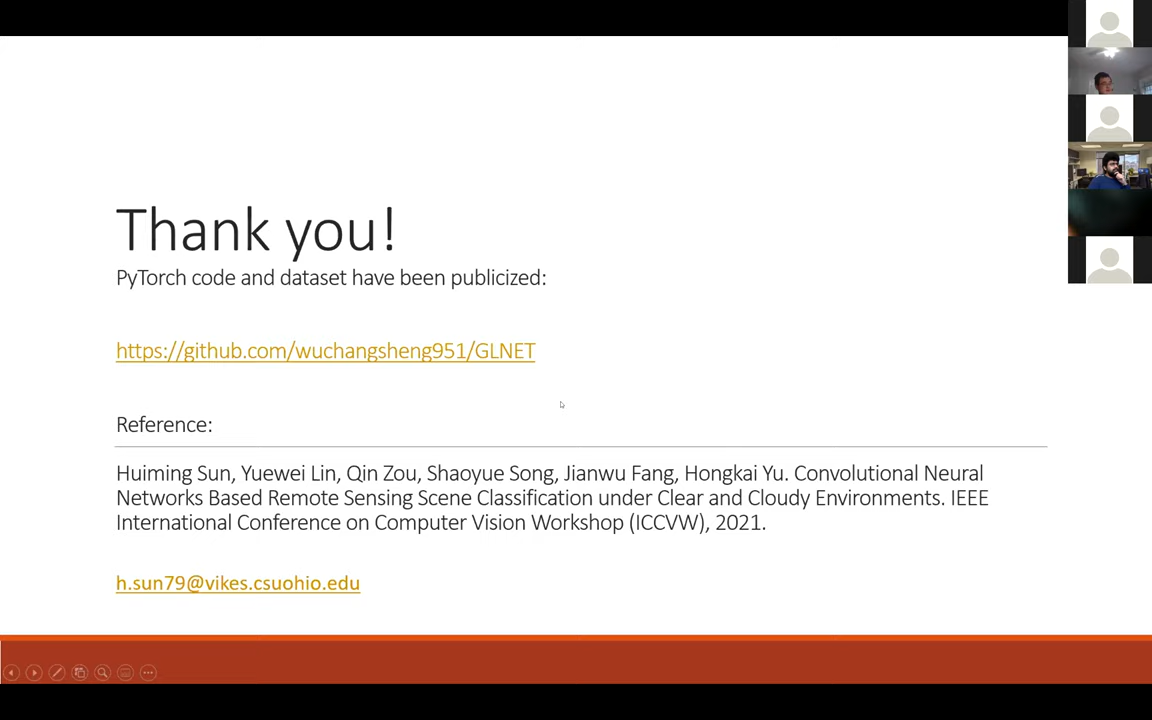 Thank you!
PyTorch code and dataset have been publicized:
https://github.com/wuchangsheng951/GLNET
Reference:
Huiming Sun, Yuewei Lin, Qin Zou, Shaoyue Song, Jianwu Fang, Hongkai Yu. Convolutional Neural
Networks Based Remote Sensing Scene Classification under Clear and Cloudy Environments. IEEE
International Conference on Computer Vision Workshop (ICCVW), 2021.
h.sun79@vikes.csuohio.edu